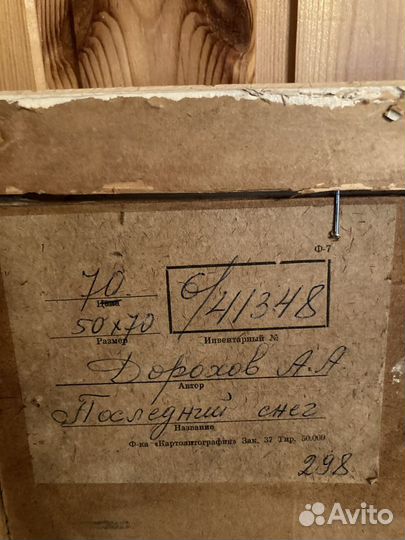 Ф-7
70
Цена
б/41348
50х70
Размер
Инвентарный №
Дорохов А.А
Автор
Последний снег
Название
Ф-ка «Картолитография» Зак. 37 Тир. 50.000
298
Avito